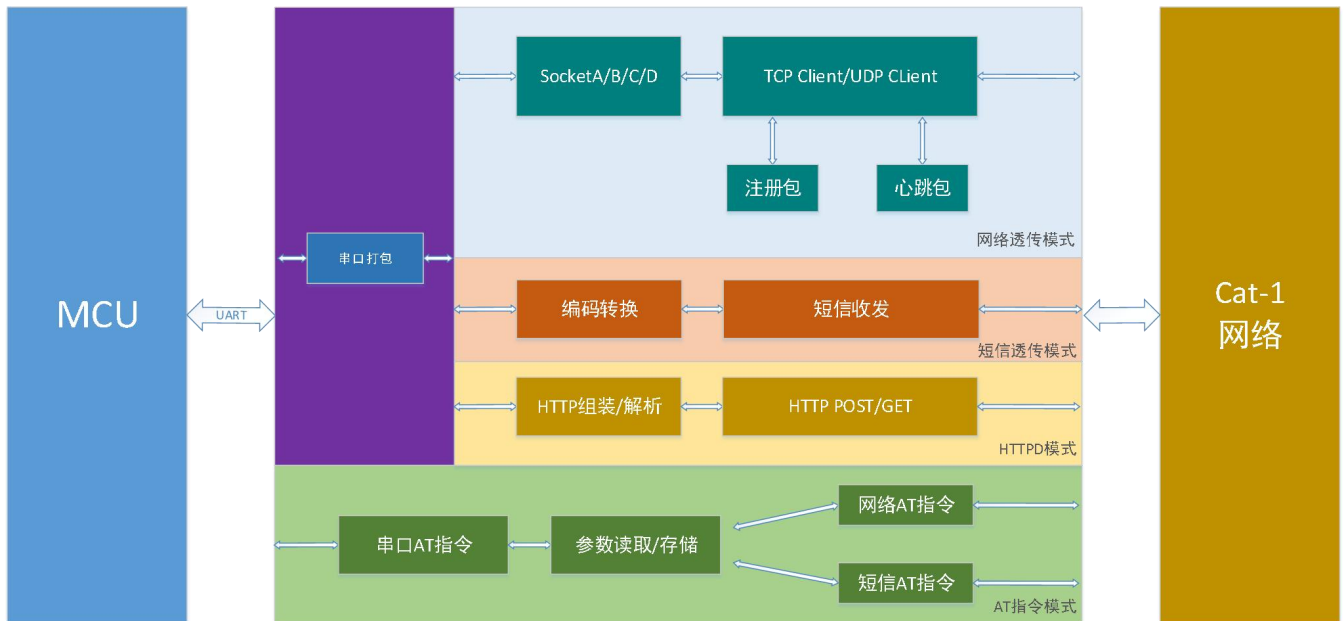 MCU
UART
串口打包
SocketA/B/C/D
TCP Client/UDP CLient
注册包
心跳包
网络透传模式
编码转换
短信收发
短信透传模式
HTTP组装/解析
HTTP POST/GET
HTTPD模式
串口AT指令
参数读取/存储
网络AT指令
短信AT指令
AT指令模式
Cat-1
网络